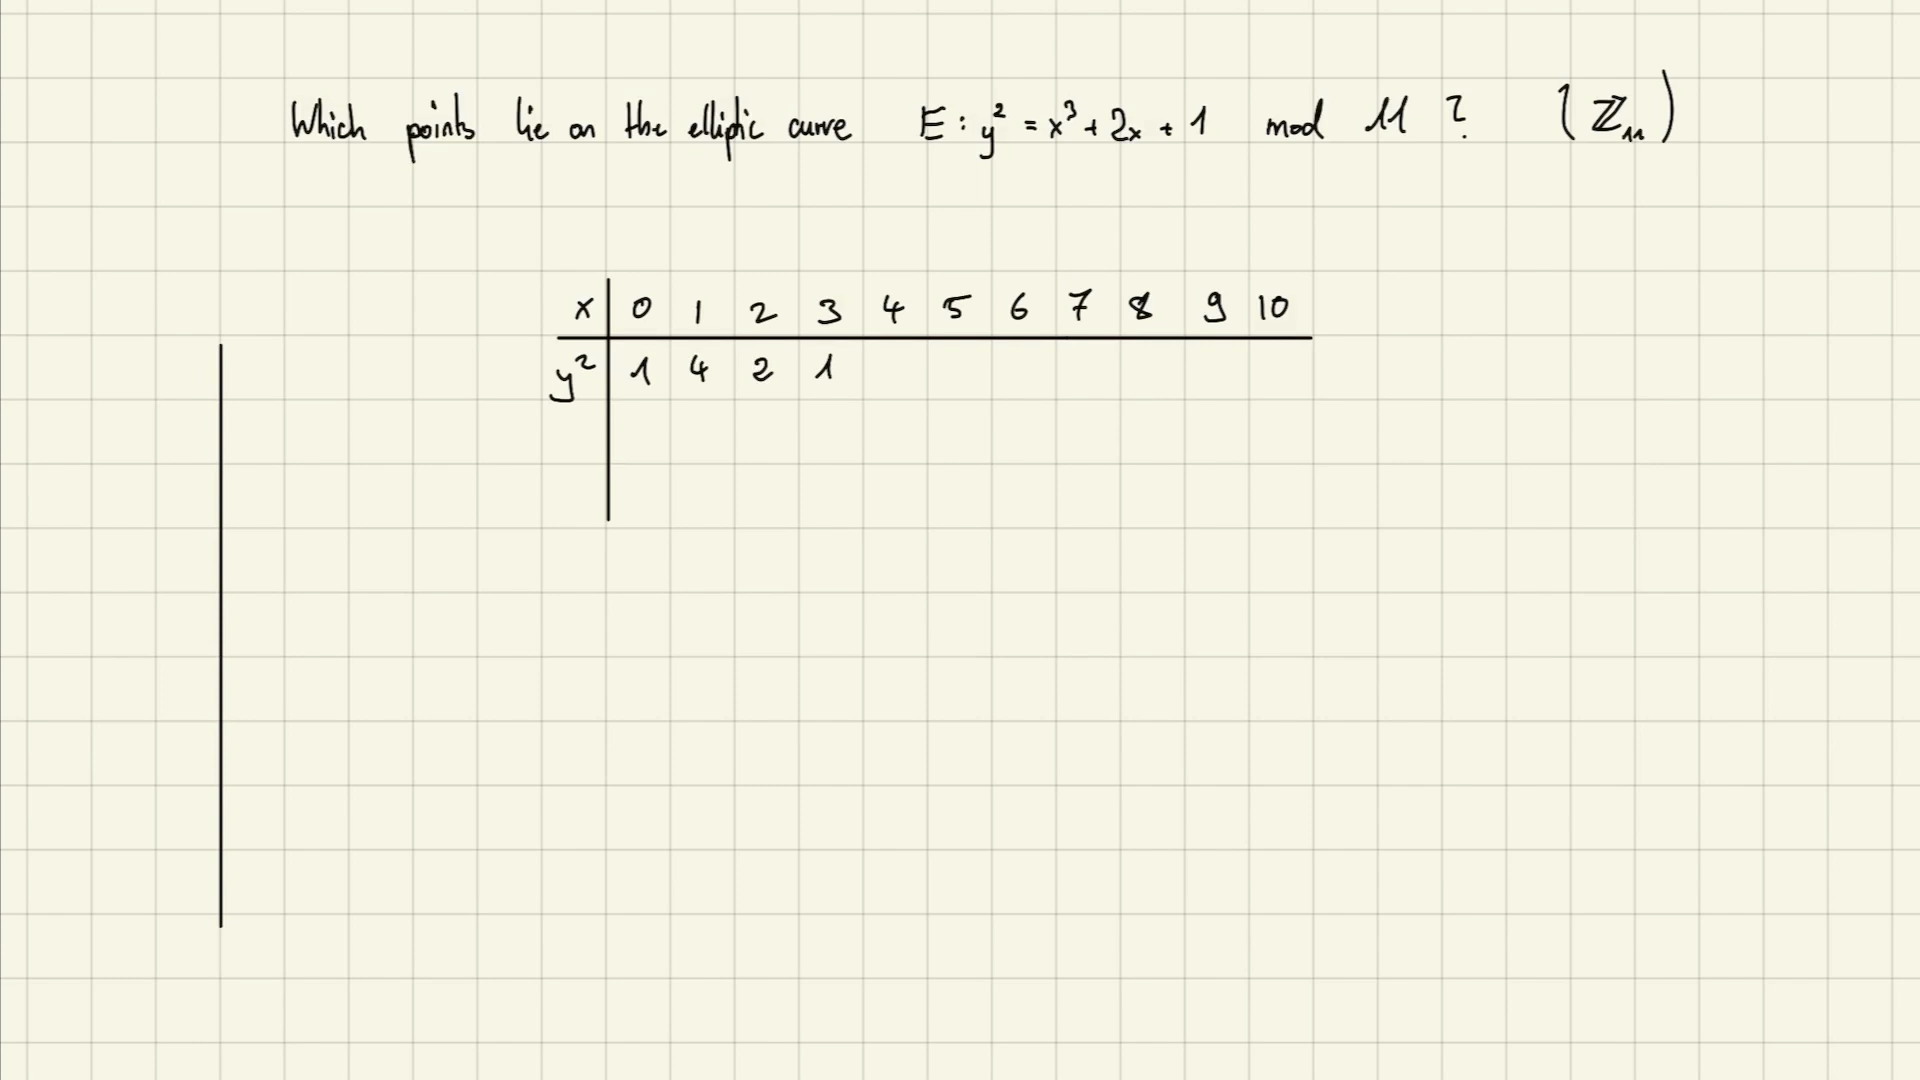 Which points lie on the elliptic curve E: y² = x³ + 2x + 1 mod 11 ? (ℤ₁₁)
x 0 1 2 3 4 5 6 7 8 9 10
y² 1 4 2 1